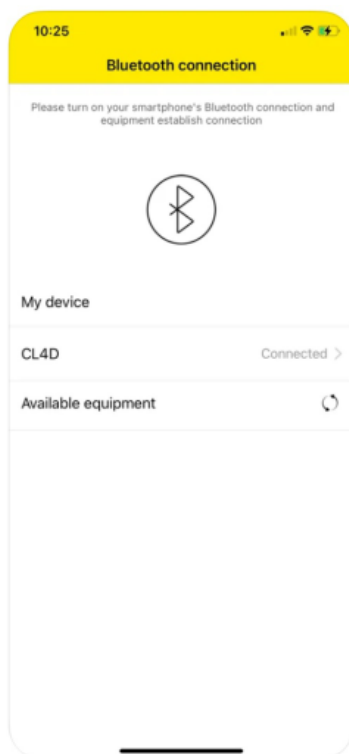 10:25
Bluetooth connection
Please turn on your smartphone's Bluetooth connection and
equipment establish connection
My device
CL4D Connected >
Available equipment